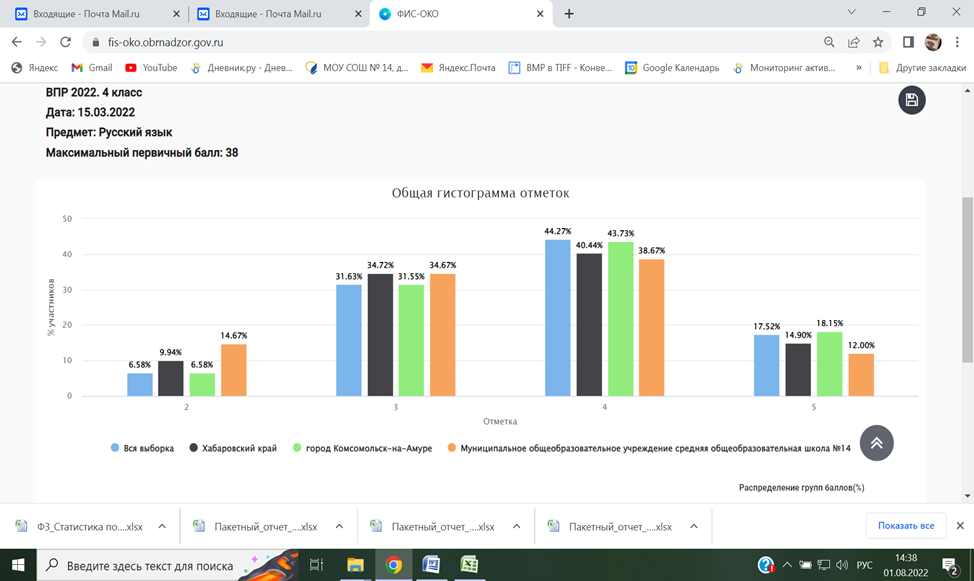 Входящие - Почта Mail.ru
Входящие - Почта Mail.ru
ФИС-ОКО
fis-oko.obrnadzor.gov.ru
Яндекс
Gmail
YouTube
Дневник.ру - Днев...
МОУ СОШ № 14, д...
Яндекс.Почта
BMP в TIFF - Конве...
Google Календарь
Мониторинг актив...
»
Другие закладки
ВПР 2022. 4 класс
Дата: 15.03.2022
Предмет: Русский язык
Максимальный первичный балл: 38
Общая гистограмма отметок
% участников
50
40
30
20
10
0
6.58%
9.94%
6.58%
14.67%
31.63%
34.72%
31.55%
34.67%
44.27%
40.44%
43.73%
38.67%
17.52%
14.90%
18.15%
12.00%
2
3
4
5
Отметка
Вся выборка
Хабаровский край
город Комсомольск-на-Амуре
Муниципальное общеобразовательное учреждение средняя общеобразовательная школа №14
Распределение групп баллов(%)
ФЗ_Статистика по....xlsx
Пакетный_отчет_....xlsx
Пакетный_отчет_....xlsx
Пакетный_отчет_....xlsx
Показать все
Введите здесь текст для поиска
РУС
14:38
01.08.2022
2